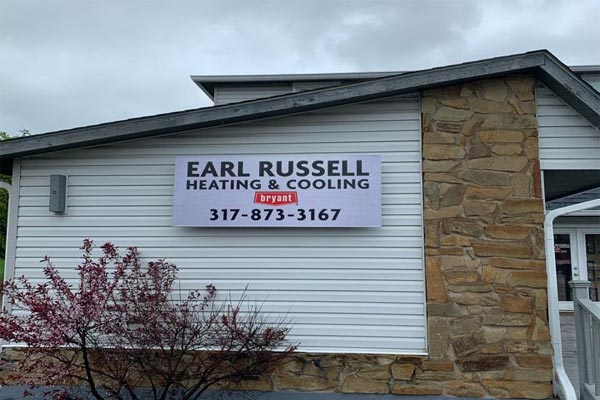 EARL RUSSELL
HEATING & COOLING
bryant
317-873-3167